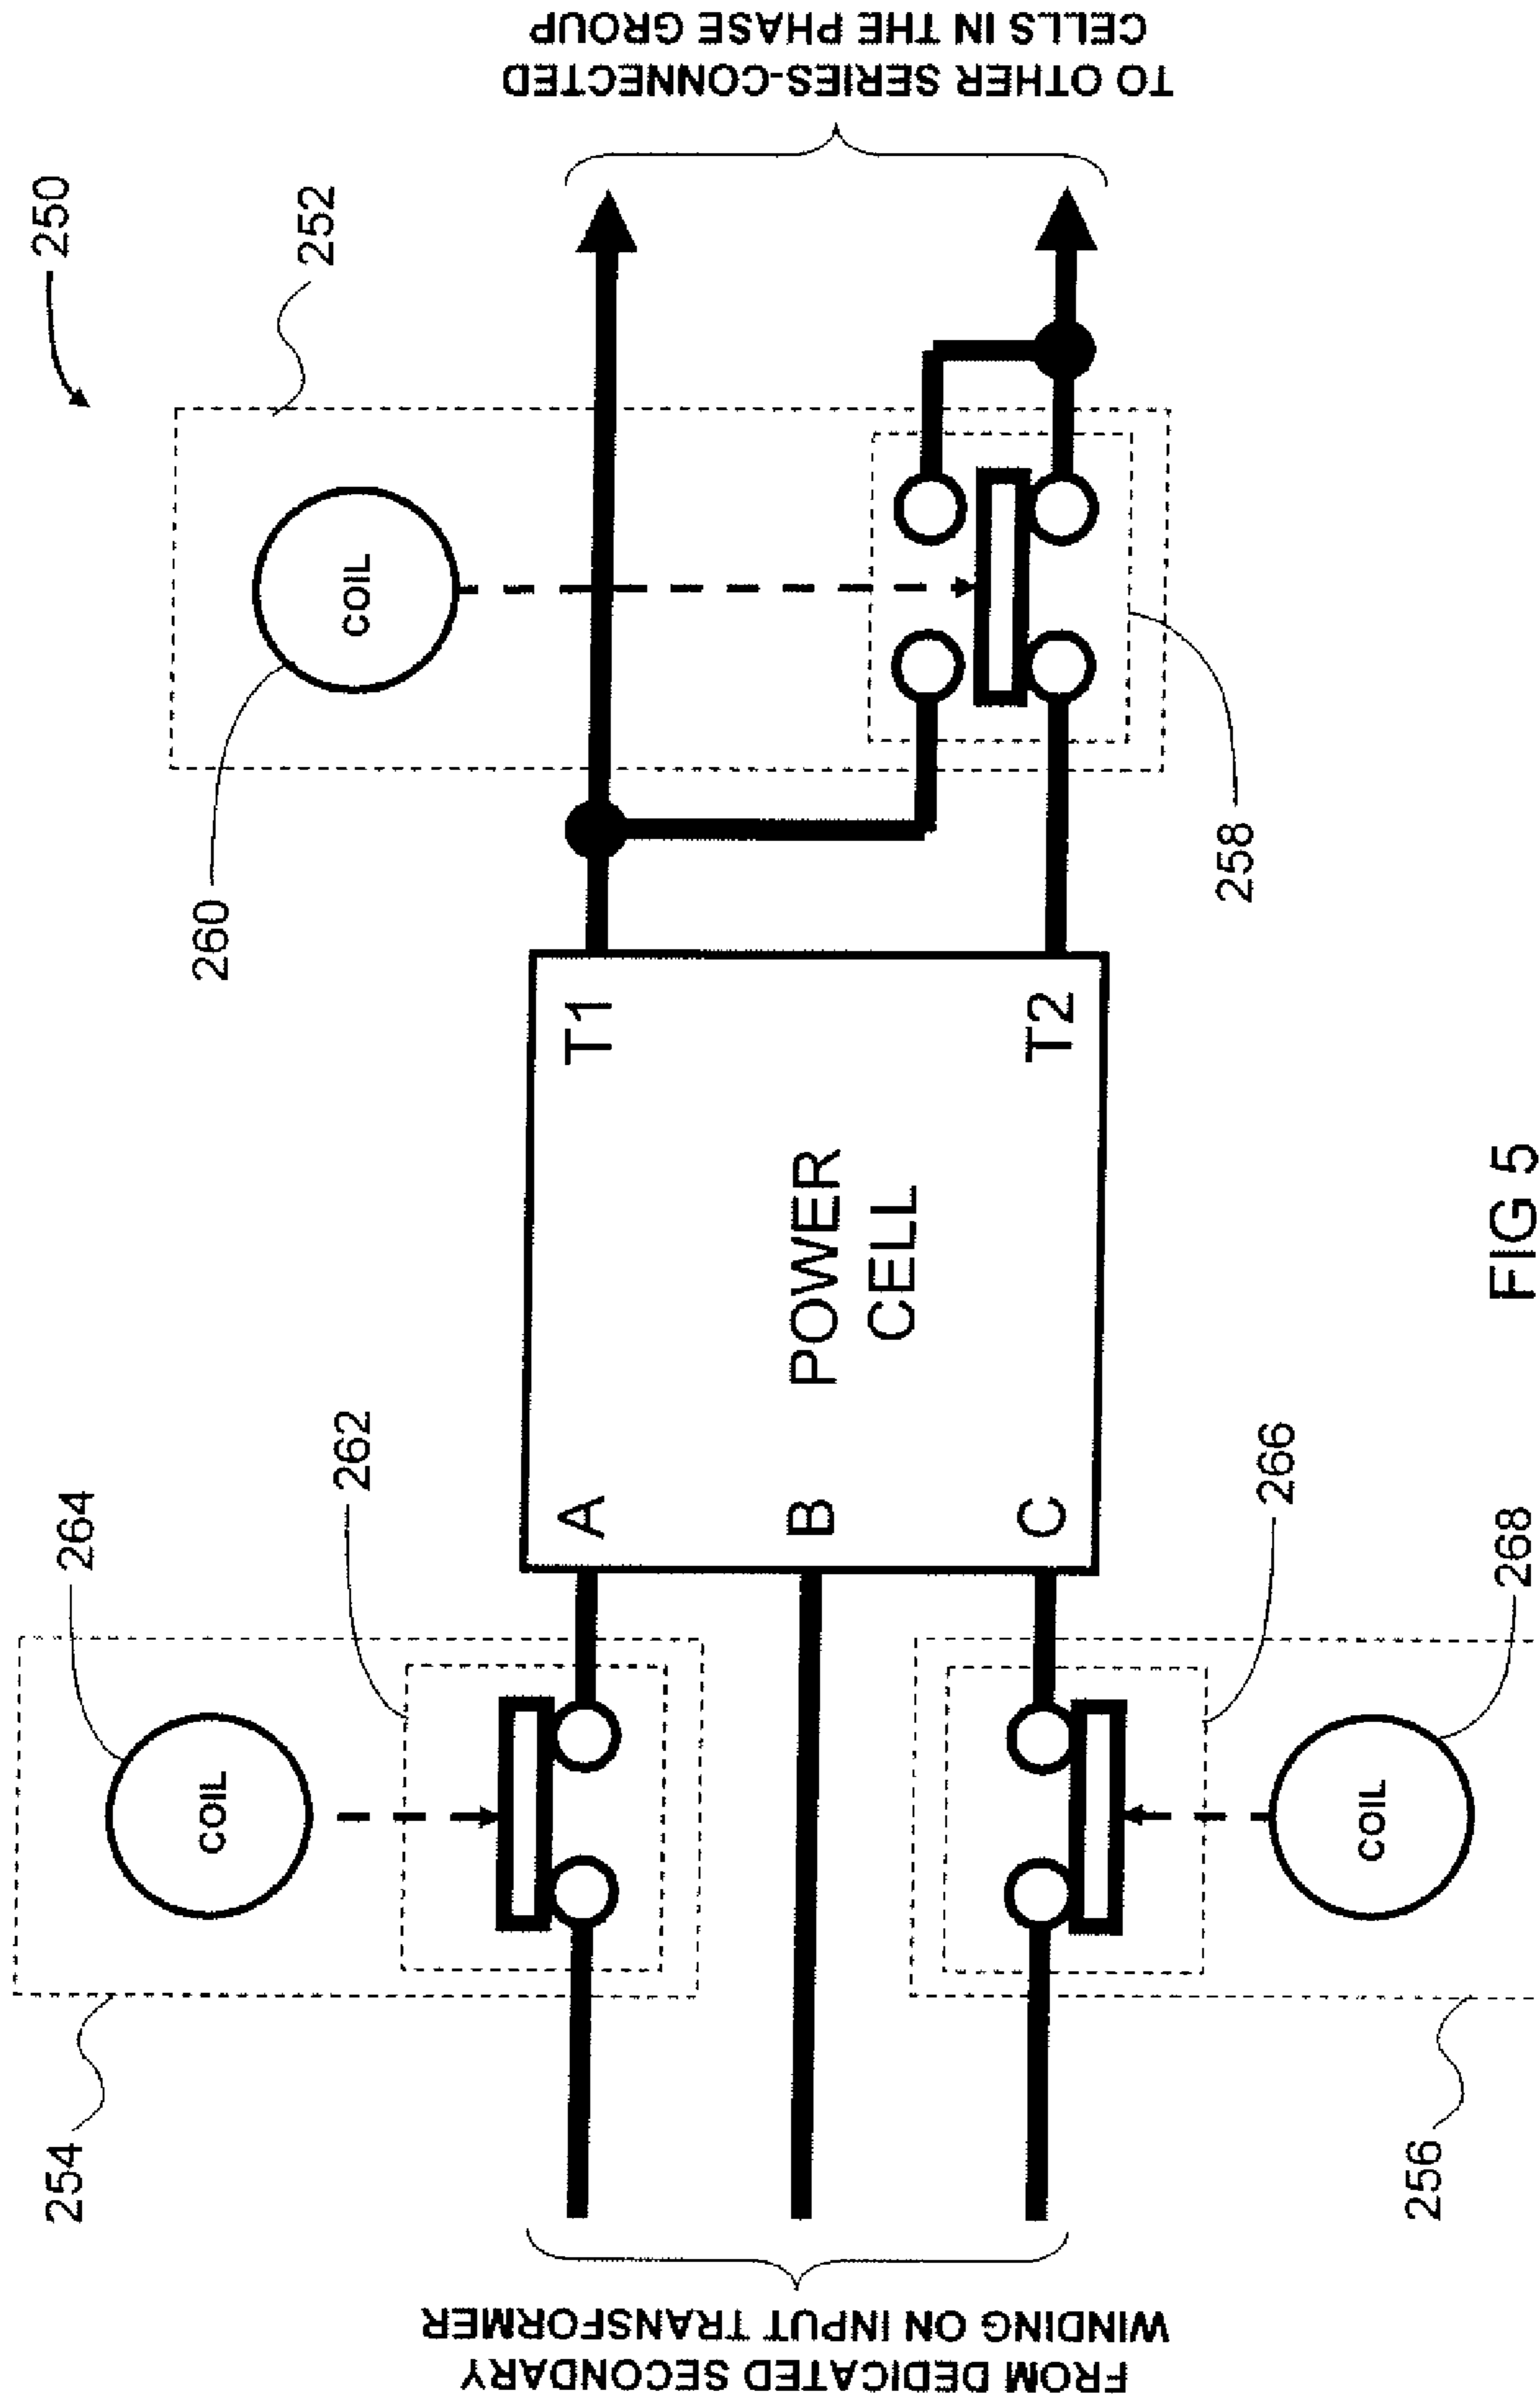 250
252
260
COIL
TO OTHER SERIES-CONNECTED
CELLS IN THE PHASE GROUP
258
T1
T2
POWER
CELL
A
B
C
264
262
COIL
254
266
268
COIL
256
FROM DEDICATED SECONDARY
WINDING ON INPUT TRANSFORMER
FIG 5